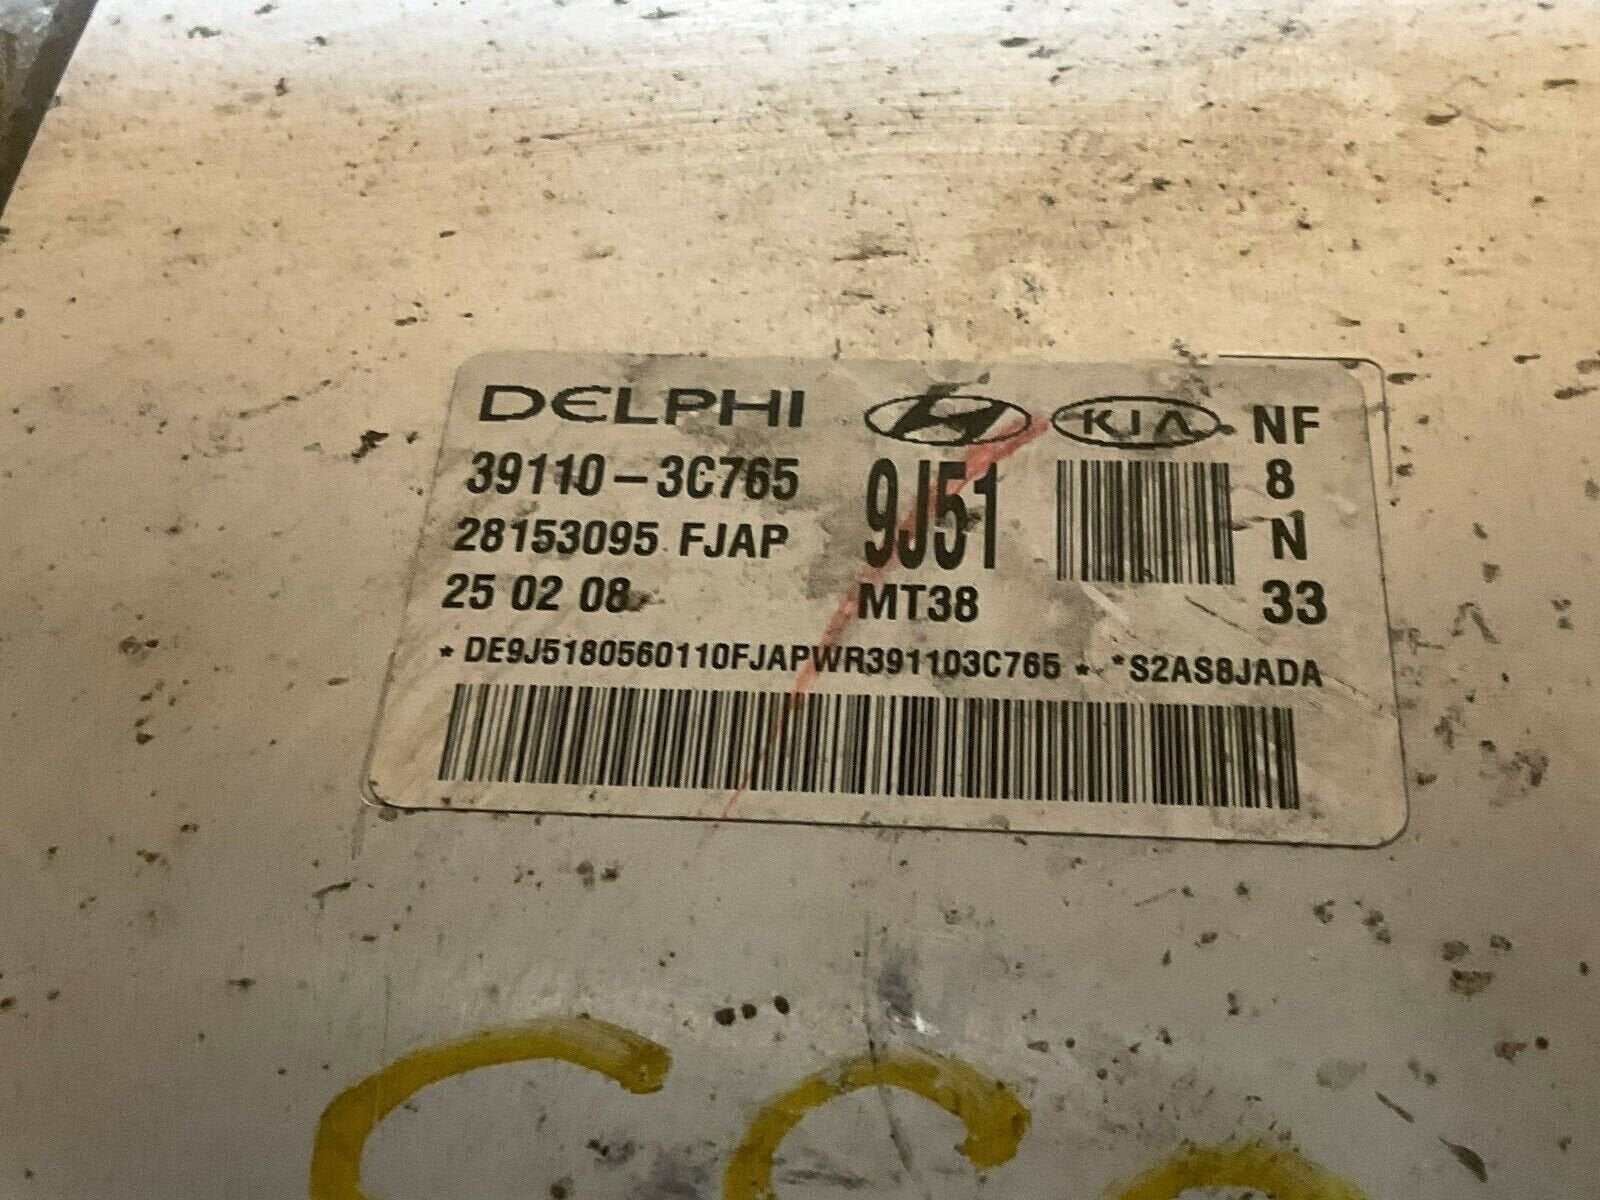 DELPHI KIA NF
39110-3C765 9J51 8
28153095 FJAP N
25 02 08 MT38 33
*DE9J5180560110FJAPWR391103C765* *S2AS8JADA